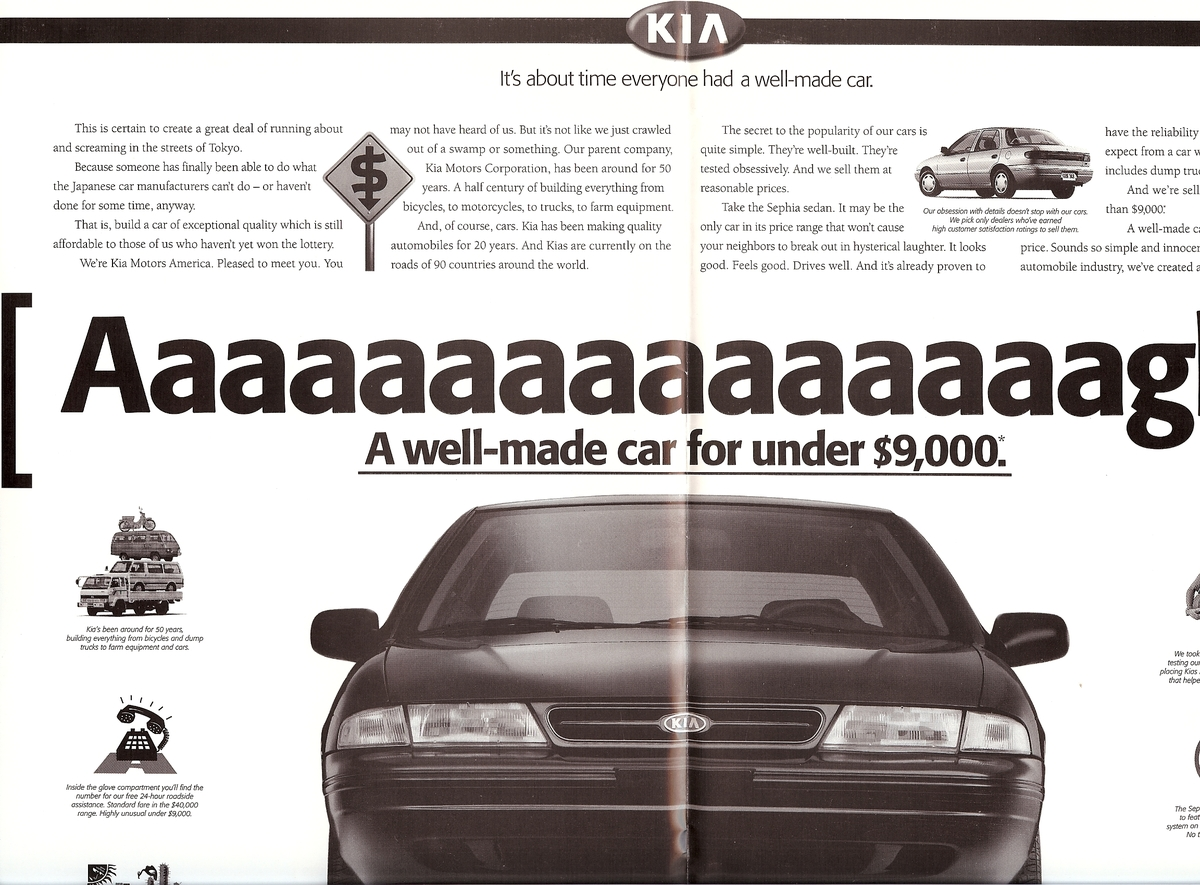 KIA
It's about time everyone had a well-made car.
This is certain to create a great deal of running about
and screaming in the streets of Tokyo.
Because someone has finally been able to do what
the Japanese car manufacturers can't do – or haven't
done for some time, anyway.
That is, build a car of exceptional quality which is still
affordable to those of us who haven't yet won the lottery.
We're Kia Motors America. Pleased to meet you. You
$
may not have heard of us. But it's not like we just crawled
out of a swamp or something. Our parent company,
Kia Motors Corporation, has been around for 50
years. A half century of building everything from
bicycles, to motorcycles, to trucks, to farm equipment.
And, of course, cars. Kia has been making quality
automobiles for 20 years. And Kias are currently on the
roads of 90 countries around the world.
The secret to the popularity of our cars is
quite simple. They're well-built. They're
tested obsessively. And we sell them at
reasonable prices.
Take the Sephia sedan. It may be the
only car in its price range that won't cause
your neighbors to break out in hysterical laughter. It looks
good. Feels good. Drives well. And it's already proven to
Our obsession with details doesn't stop with our cars.
We pick only dealers who've earned
high customer satisfaction ratings to sell them.
have the reliability
expect from a car w
includes dump truc
And we're sell
than $9,000.*
A well-made ca
price. Sounds so simple and innocen
automobile industry, we've created a
[Aaaaaaaaaaaaaaaag
A well-made car for under $9,000.*
Kia's been around for 50 years,
building everything from bicycles and dump
trucks to farm equipment and cars.
KIA
We took
testing our
placing Kias
that helpe
Inside the glove compartment you'll find the
number for our free 24-hour roadside
assistance. Standard fare in the $40,000
range. Highly unusual under $9,000.
The Sep
to feat
system on
No t